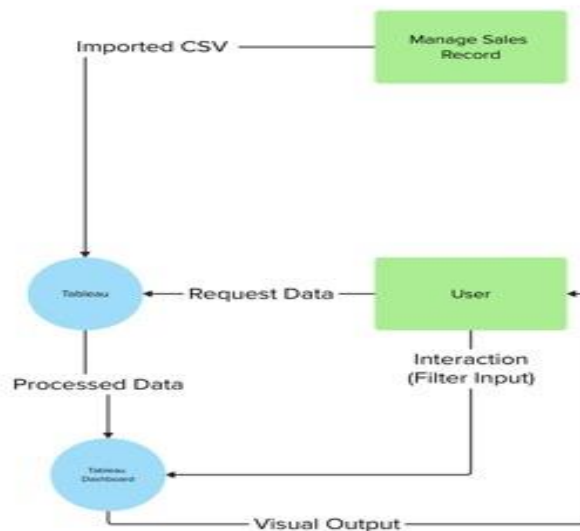 Manage Sales
Record
Imported CSV
Tableau
Request Data
User
Interaction
(Filter Input)
Processed Data
Tableau
Dashboard
Visual Output